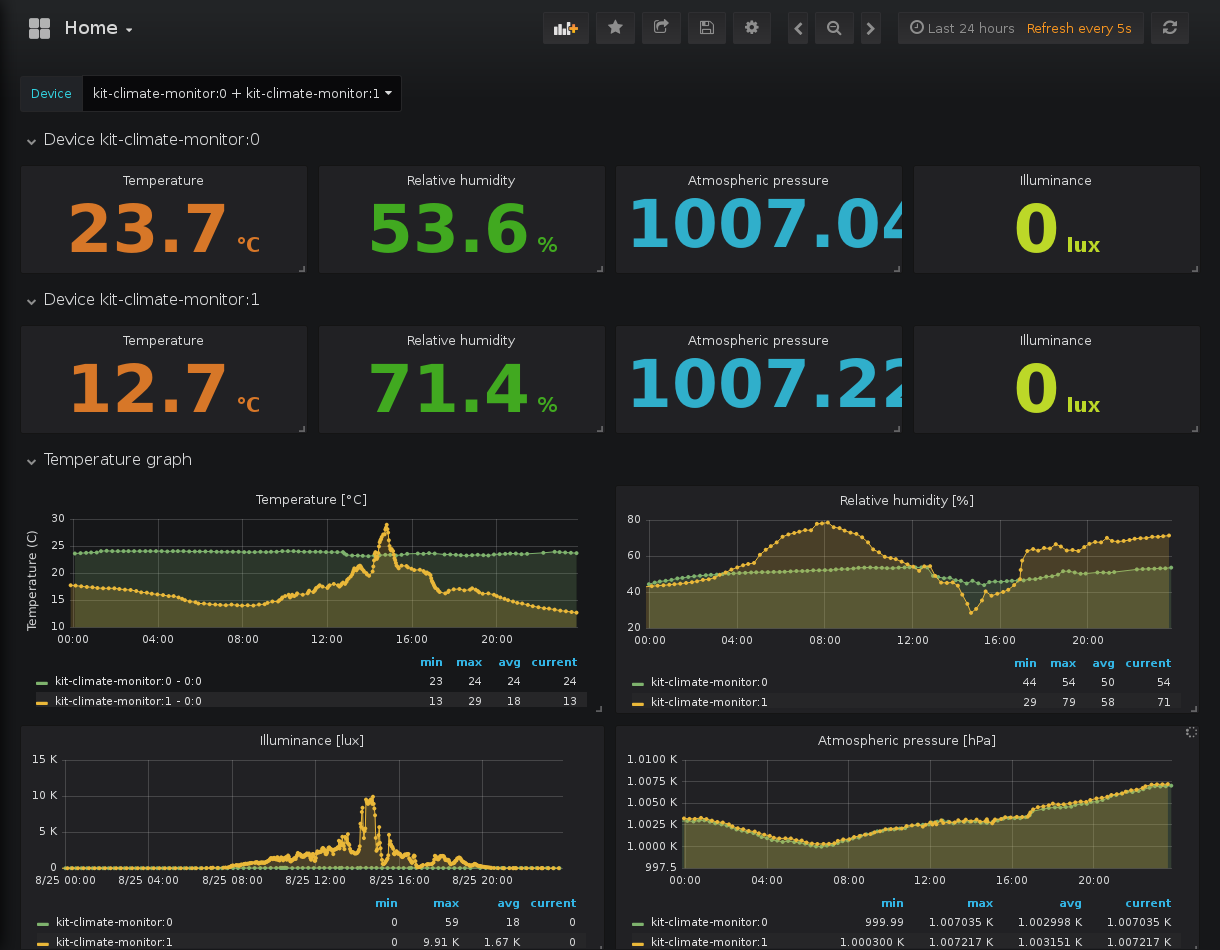 Home
Last 24 hours Refresh every 5s
Device kit-climate-monitor:0 + kit-climate-monitor:1
Device kit-climate-monitor:0
Temperature Relative humidity Atmospheric pressure Illuminance
23.7 °C 53.6 % 1007.04 0 lux
Device kit-climate-monitor:1
Temperature Relative humidity Atmospheric pressure Illuminance
12.7 °C 71.4 % 1007.22 0 lux
Temperature graph
Temperature [°C]
Temperature (C)
30
25
20
15
10
00:00 04:00 08:00 12:00 16:00 20:00
min max avg current
kit-climate-monitor:0 - 0:0 23 24 24 24
kit-climate-monitor:1 - 0:0 13 29 18 13
Relative humidity [%]
80
60
40
20
00:00 04:00 08:00 12:00 16:00 20:00
min max avg current
kit-climate-monitor:0 44 54 50 54
kit-climate-monitor:1 29 79 58 71
Illuminance [lux]
15 K
10 K
5 K
0
8/25 00:00 8/25 04:00 8/25 08:00 8/25 12:00 8/25 16:00 8/25 20:00
min max avg current
kit-climate-monitor:0 0 59 18 0
kit-climate-monitor:1 0 9.91 K 1.67 K 0
Atmospheric pressure [hPa]
1.0100 K
1.0075 K
1.0050 K
1.0025 K
1.0000 K
997.5
00:00 04:00 08:00 12:00 16:00 20:00
min max avg current
kit-climate-monitor:0 999.99 1.007035 K 1.002998 K 1.007035 K
kit-climate-monitor:1 1.000300 K 1.007217 K 1.003151 K 1.007217 K